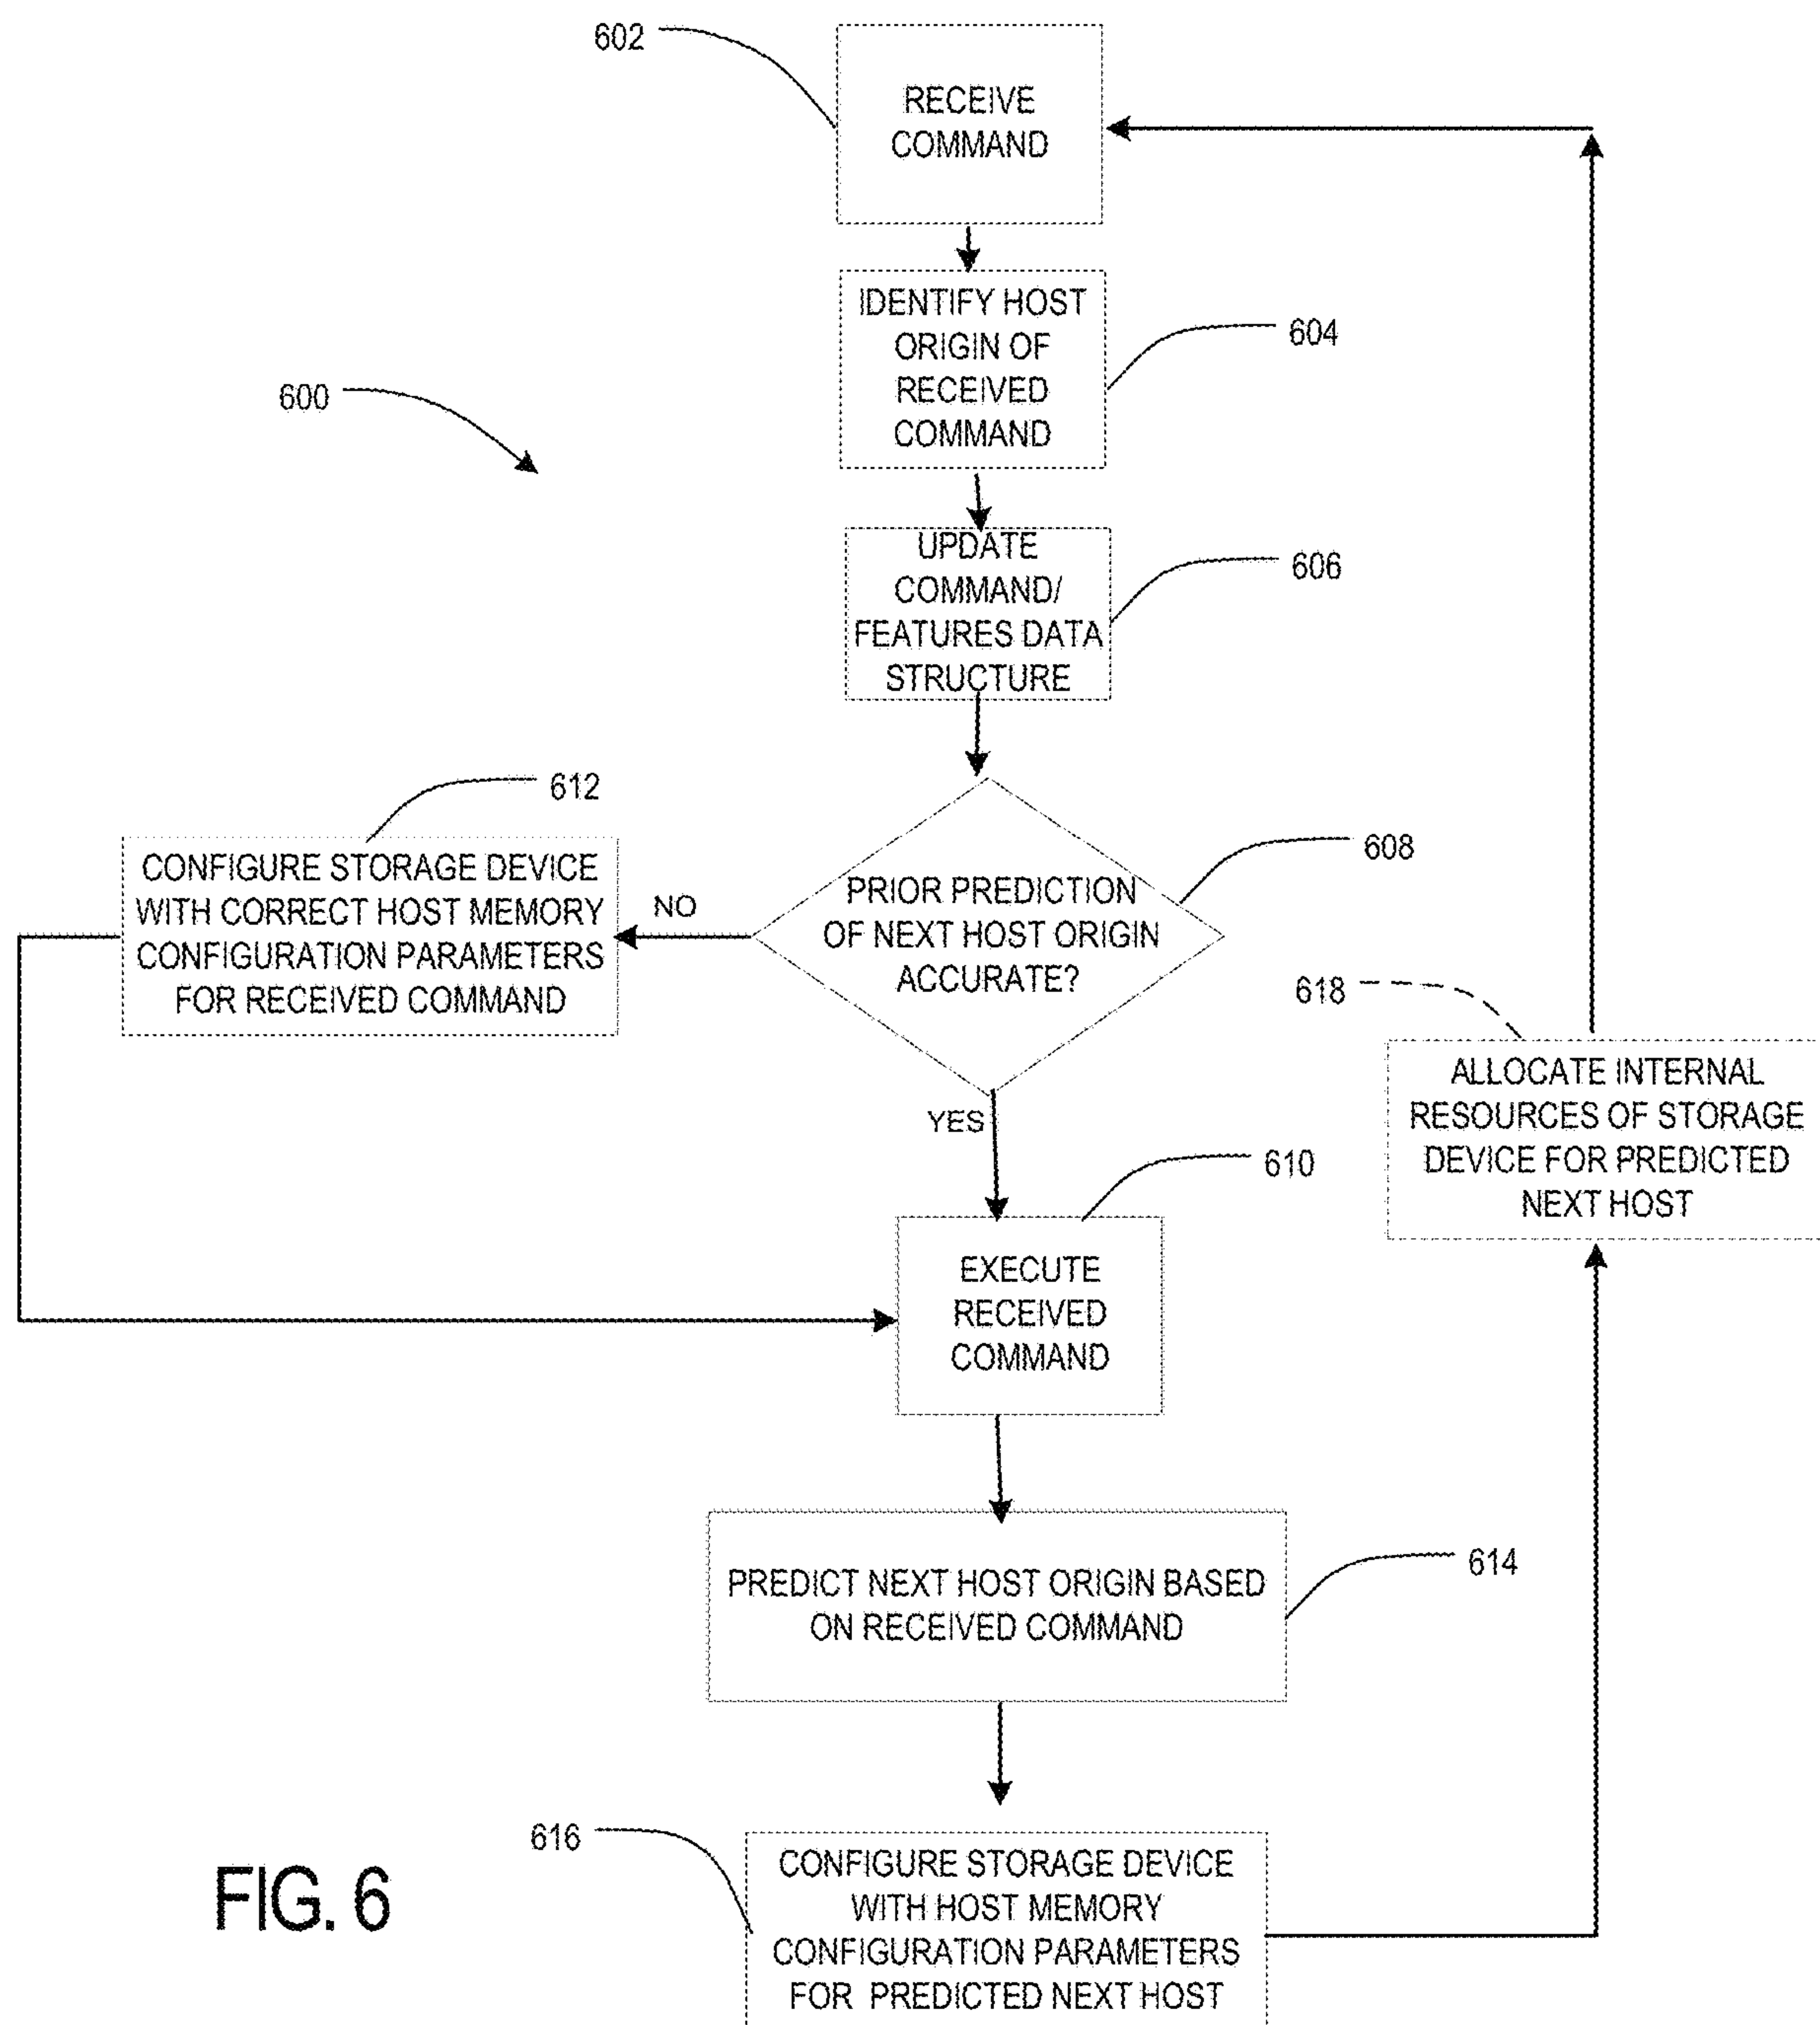 602
RECEIVE
COMMAND
IDENTIFY HOST
ORIGIN OF
RECEIVED
COMMAND
604
600
UPDATE
COMMAND/
FEATURES DATA
STRUCTURE
606
612
CONFIGURE STORAGE DEVICE
WITH CORRECT HOST MEMORY
CONFIGURATION PARAMETERS
FOR RECEIVED COMMAND
NO
PRIOR PREDICTION
OF NEXT HOST ORIGIN
ACCURATE?
608
YES
618
ALLOCATE INTERNAL
RESOURCES OF STORAGE
DEVICE FOR PREDICTED
NEXT HOST
610
EXECUTE
RECEIVED
COMMAND
PREDICT NEXT HOST ORIGIN BASED
ON RECEIVED COMMAND
614
616
CONFIGURE STORAGE DEVICE
WITH HOST MEMORY
CONFIGURATION PARAMETERS
FOR PREDICTED NEXT HOST
FIG. 6